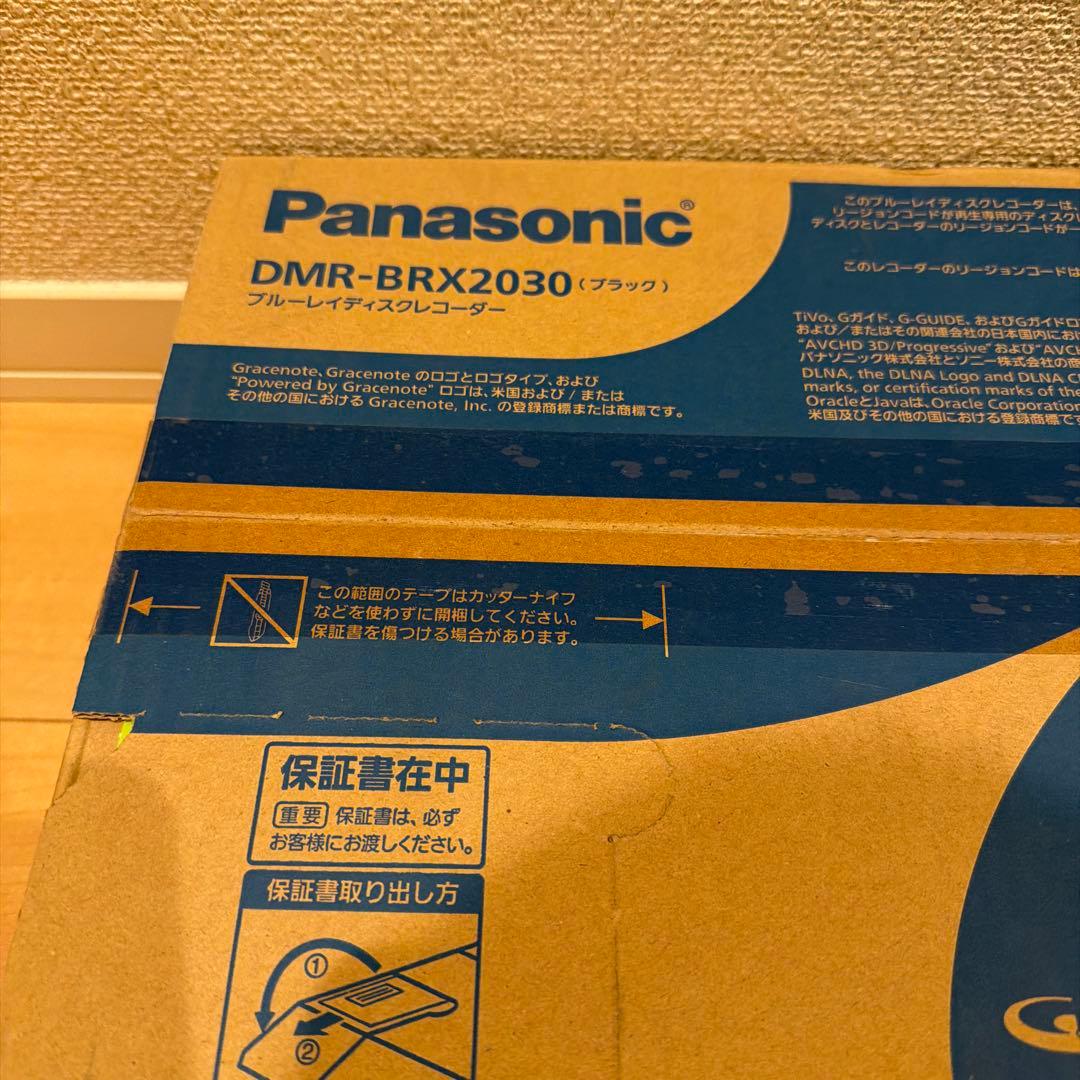 Panasonic®
DMR-BRX2030（ブラック）
ブルーレイディスクレコーダー
Gracenote、Gracenote のロゴとロゴタイプ、および
"Powered by Gracenote" ロゴは、米国および / または
その他の国における Gracenote, Inc. の登録商標または商標です。
このブルーレイディスクレコーダーは、
リージョンコードが再生専用のディスク
ディスクとレコーダーのリージョンコードが一
このレコーダーのリージョンコードは
TiVo、Gガイド、G-GUIDE、およびGガイドロ
および/またはその関連会社の日本国内にお
"AVCHD 3D/Progressive"および"AVCH
パナソニック株式会社とソニー株式会社の商
DLNA, the DLNA Logo and DLNA C
marks, or certification marks of the
OracleとJavaは、Oracle Corporation
米国及びその他の国における登録商標で
この範囲のテープはカッターナイフ
などを使わずに開梱してください。
保証書を傷つける場合があります。
保証書在中
重要 保証書は、必ず
お客様にお渡しください。
保証書取り出し方
①
②